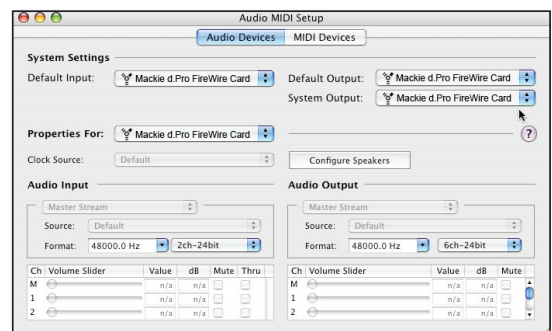 Audio MIDI Setup
Audio Devices MIDI Devices
System Settings
Default Input: Mackie d.Pro FireWire Card Default Output: Mackie d.Pro FireWire Card
System Output: Mackie d.Pro FireWire Card
Properties For: Mackie d.Pro FireWire Card ?
Clock Source: Default Configure Speakers
Audio Input Audio Output
Master Stream Master Stream
Source: Default Source: Default
Format: 48000.0 Hz 2ch-24bit Format: 48000.0 Hz 6ch-24bit
Ch Volume Slider Value dB Mute Thru Ch Volume Slider Value dB Mute
M n/a n/a M n/a n/a
1 n/a n/a 1 n/a n/a
2 n/a n/a 2 n/a n/a